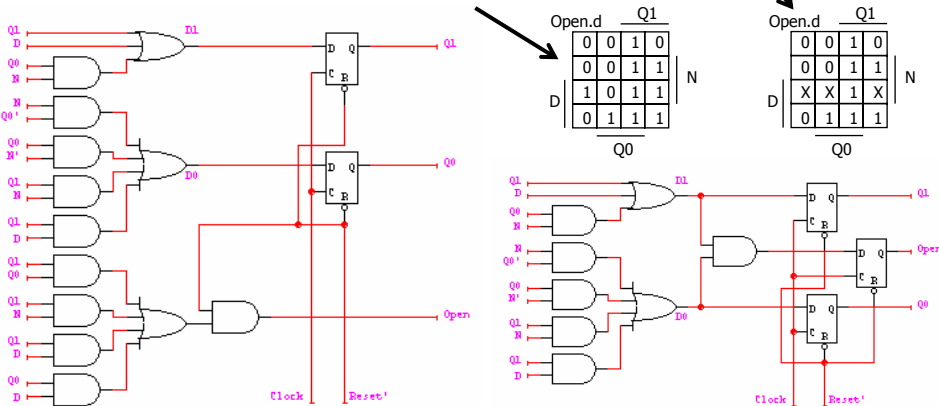 Q1
D
Q0
N
N
Q0'
Q0
N'
Q1
N
Q1
D
Q1
Q0
Q1
N
Q1
D
Q0
D
D1
D0
D Q
C R
D Q
C R
Q1
Q0
Open
Clock Reset'
Open.d Q1
0 0 1 0
0 0 1 1
1 0 1 1
0 1 1 1
D
N
Q0
Open.d Q1
0 0 1 0
0 0 1 1
X X 1 X
0 1 1 1
D
N
Q0
Q1
D
Q0
N
N
Q0'
Q0
N'
Q1
N
Q1
D
D1
D0
D Q
C R
D Q
C R
D Q
C R
Q1
Open
Q0
Clock Reset'